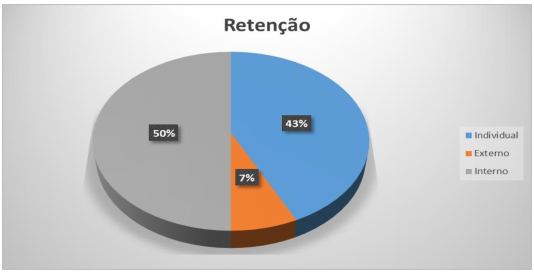 Retenção
43%
50%
7%
Individual
Externo
Interno